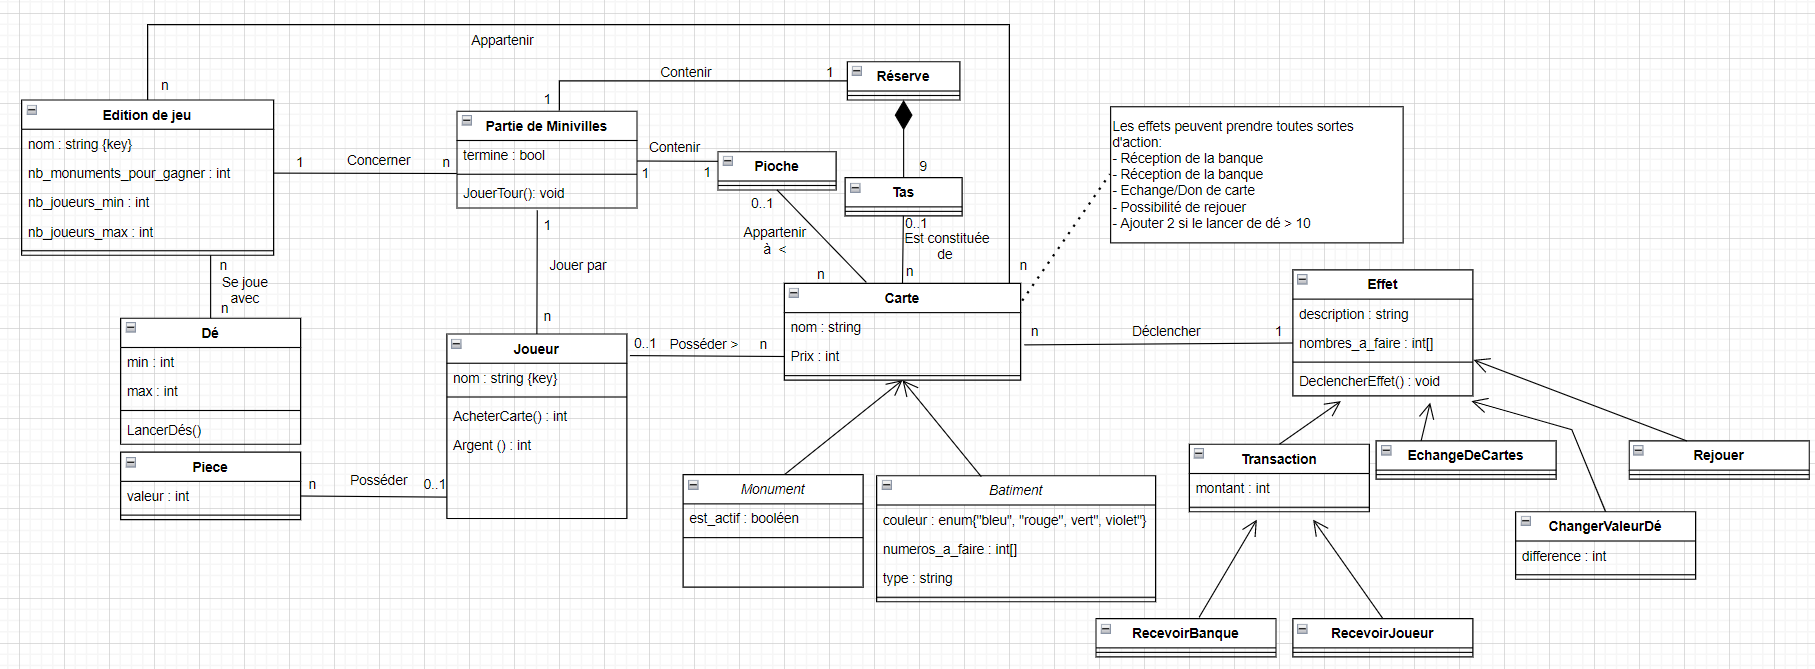 Appartenir
n
Contenir
1
1
Réserve
Edition de jeu
nom : string {key}
nb_monuments_pour_gagner : int
nb_joueurs_min : int
nb_joueurs_max : int
1
Concerner
n
Partie de Minivilles
termine : bool
JouerTour(): void
Contenir
1
1
Pioche
9
Tas
Les effets peuvent prendre toutes sortes
d'action:
- Réception de la banque
- Réception de la banque
- Echange/Don de carte
- Possibilité de rejouer
- Ajouter 2 si le lancer de dé > 10
0..1
Appartenir
à <
n
0..1
Est constituée
de
n
n
n
Se joue
avec
n
1
Jouer par
n
Dé
min : int
max : int
LancerDés()
Joueur
nom : string {key}
AcheterCarte() : int
Argent () : int
0..1
Posséder >
n
Carte
nom : string
Prix : int
n
Déclencher
1
Effet
description : string
nombres_a_faire : int[]
DeclencherEffet() : void
Piece
valeur : int
n
Posséder
0..1
Monument
est_actif : booléen
Batiment
couleur : enum{"bleu", "rouge", vert", violet"}
numeros_a_faire : int[]
type : string
Transaction
montant : int
EchangeDeCartes
Rejouer
ChangerValeurDé
difference : int
RecevoirBanque
RecevoirJoueur